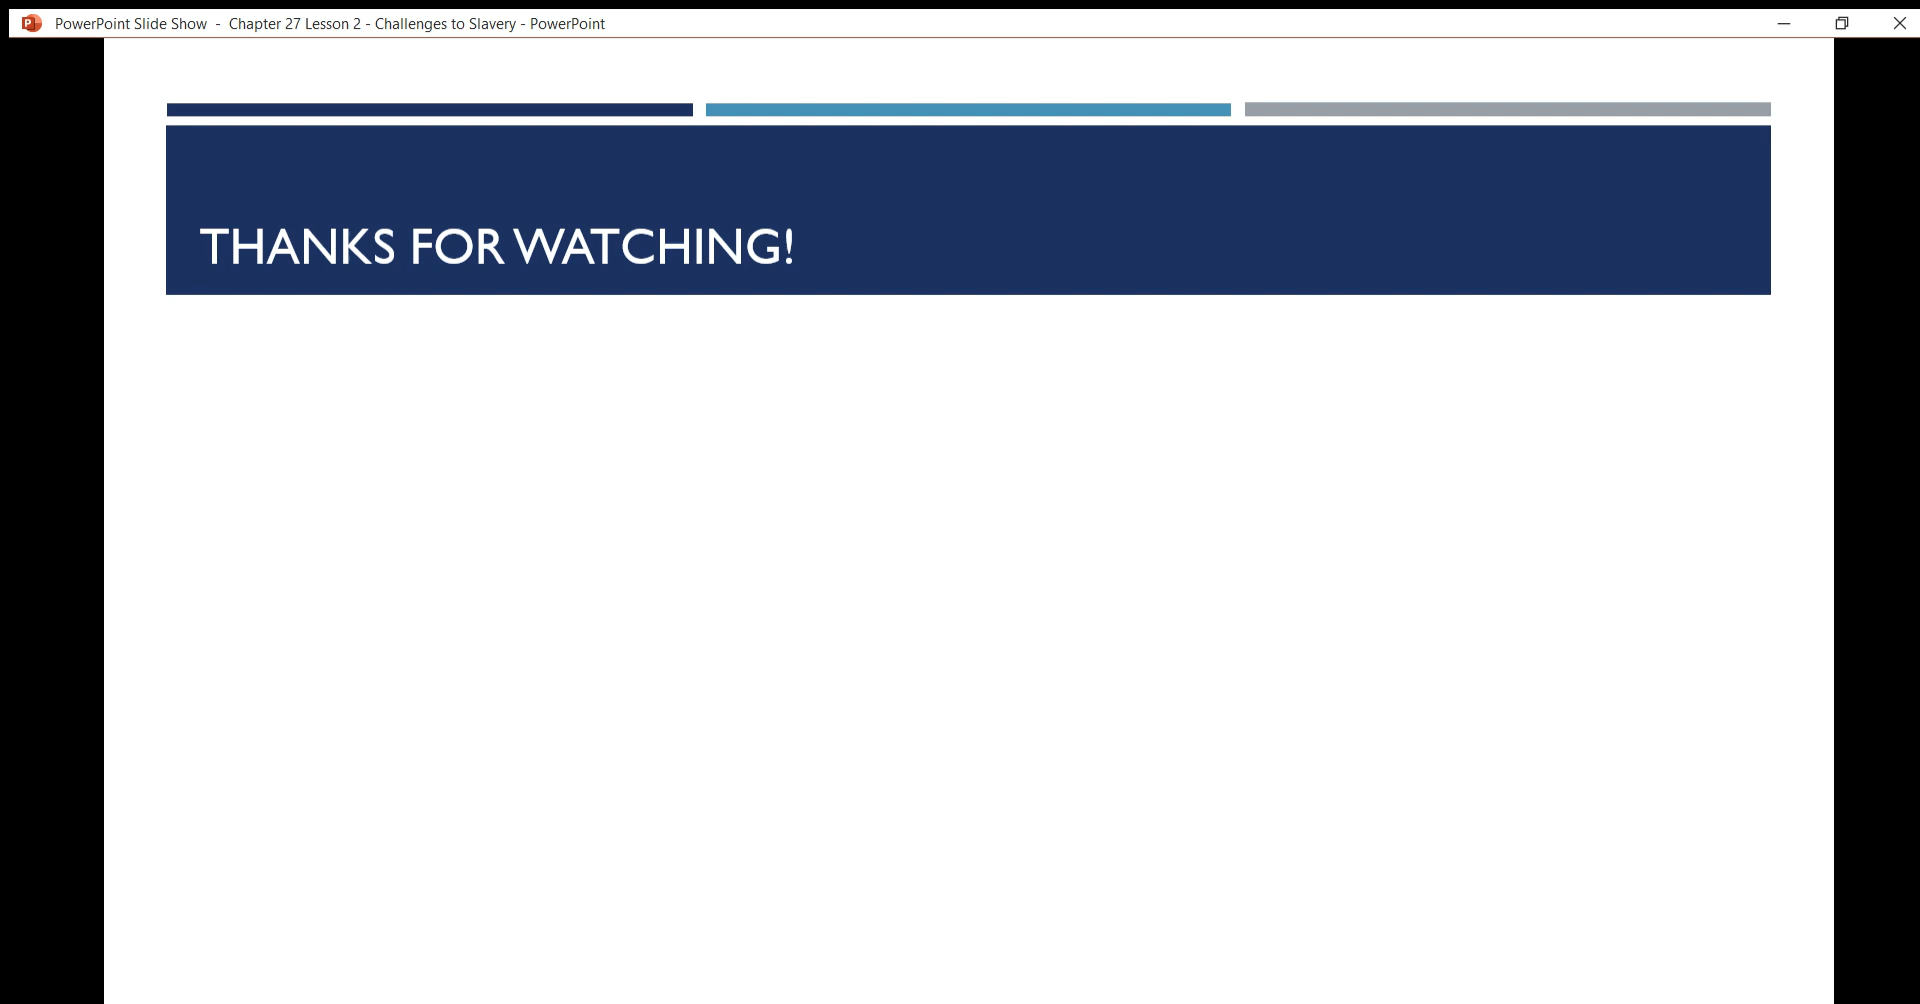 PowerPoint Slide Show - Chapter 27 Lesson 2 - Challenges to Slavery - PowerPoint
THANKS FOR WATCHING!